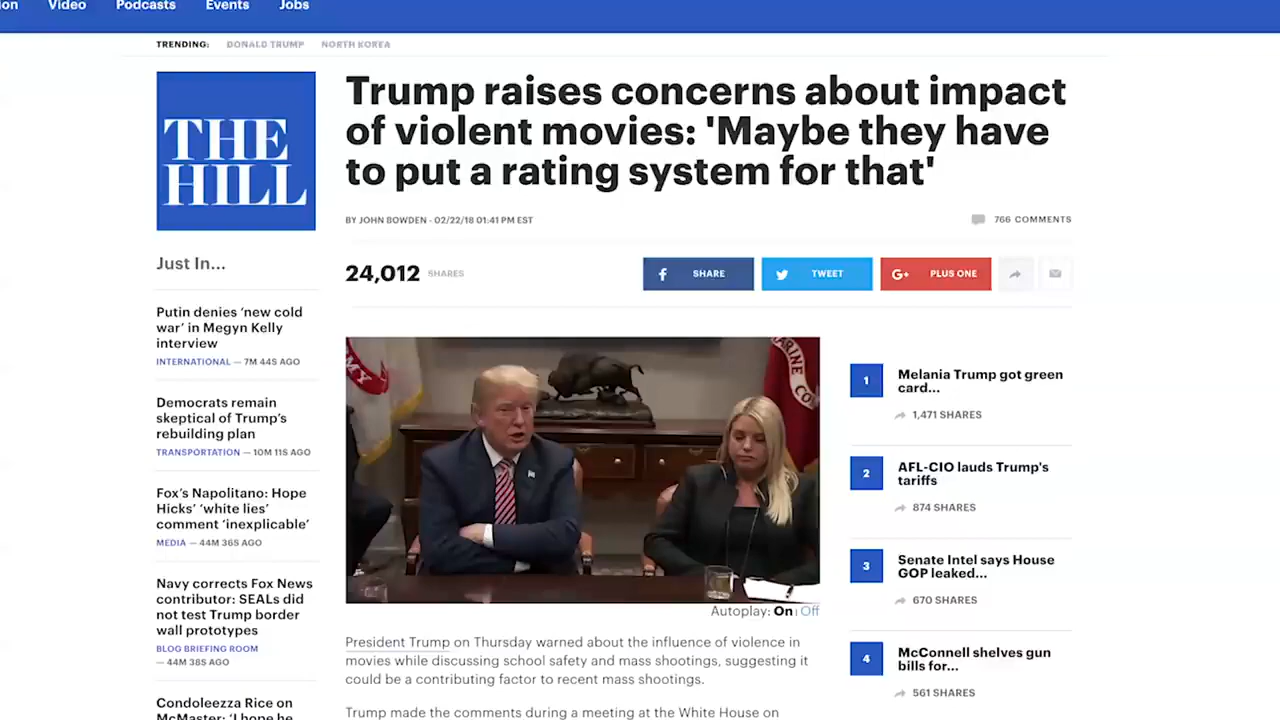 ion Video Podcasts Events Jobs
TRENDING: DONALD TRUMP NORTH KOREA
THE
HILL
Trump raises concerns about impact
of violent movies: 'Maybe they have
to put a rating system for that'
BY JOHN BOWDEN - 02/22/18 01:41 PM EST
766 COMMENTS
24,012 SHARES
SHARE
TWEET
G+ PLUS ONE
Just In...
Putin denies ‘new cold
war’ in Megyn Kelly
interview
INTERNATIONAL — 7M 44S AGO
Democrats remain
skeptical of Trump’s
rebuilding plan
TRANSPORTATION — 10M 11S AGO
Fox’s Napolitano: Hope
Hicks’ ‘white lies’
comment ‘inexplicable’
MEDIA — 44M 36S AGO
Navy corrects Fox News
contributor: SEALs did
not test Trump border
wall prototypes
BLOG BRIEFING ROOM
— 44M 38S AGO
Condoleezza Rice on
McMaster: ‘I hope he
MY
ARINE CO
Autoplay: On | Off
President Trump on Thursday warned about the influence of violence in
movies while discussing school safety and mass shootings, suggesting it
could be a contributing factor to recent mass shootings.
Trump made the comments during a meeting at the White House on
1
Melania Trump got green
card...
1,471 SHARES
2
AFL-CIO lauds Trump's
tariffs
874 SHARES
3
Senate Intel says House
GOP leaked...
670 SHARES
4
McConnell shelves gun
bills for...
561 SHARES